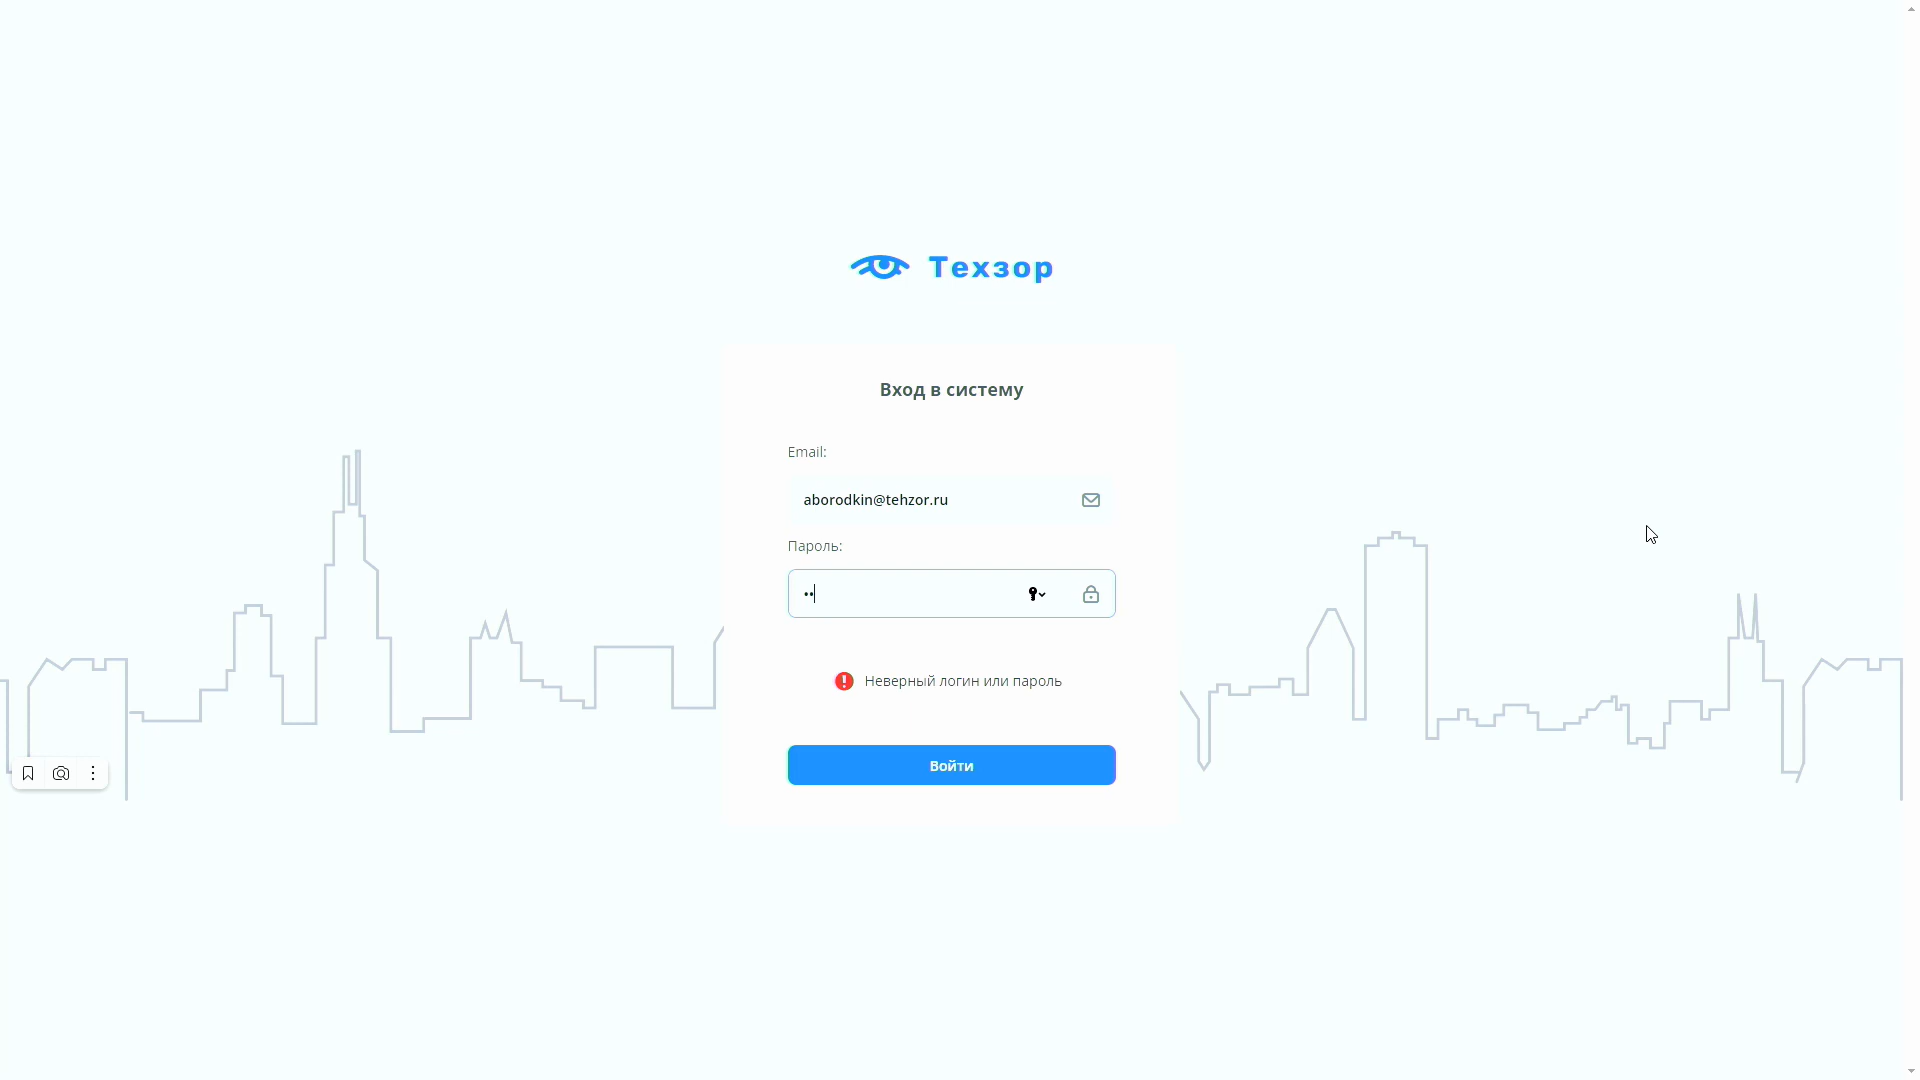 Техзор
Вход в систему
Email:
aborodkin@tehzor.ru
Пароль:
••
Неверный логин или пароль
Войти